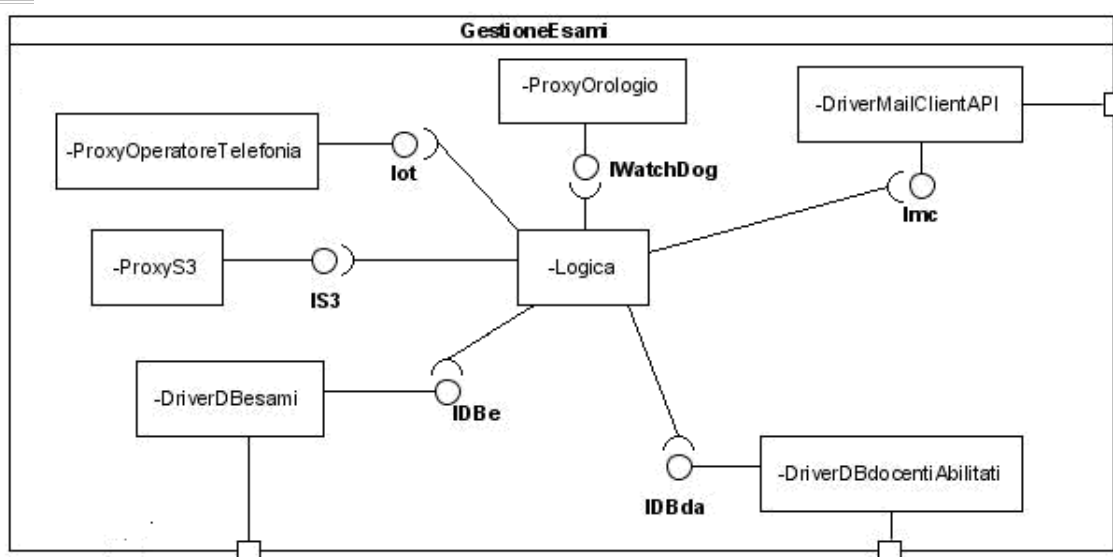 GestioneEsami
-ProxyOrologio
-DriverMailClientAPI
-ProxyOperatoreTelefonia
Iot
IWatchDog
Imc
-ProxyS3
-Logica
IS3
-DriverDBesami
IDBe
-DriverDBdocentiAbilitati
IDBda